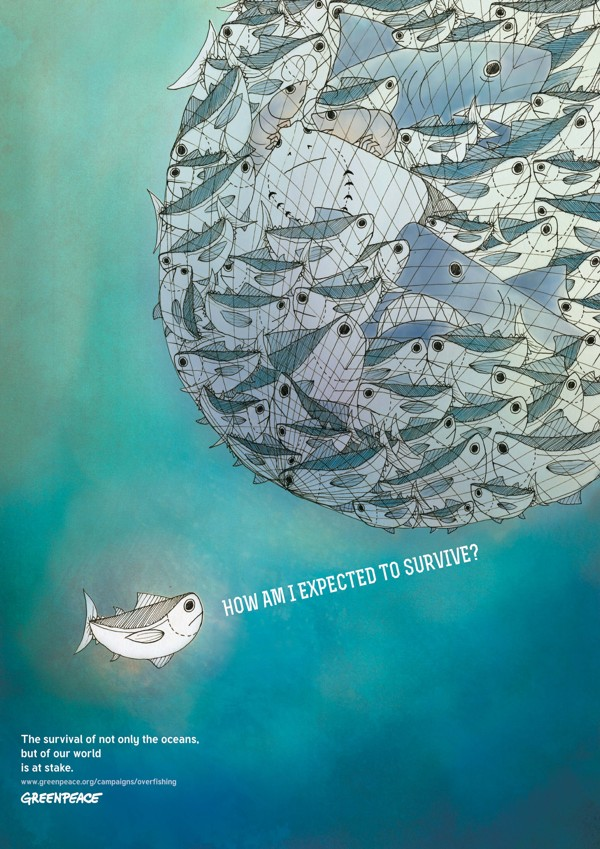 HOW AM I EXPECTED TO SURVIVE?
The survival of not only the oceans,
but of our world
is at stake.
www.greenpeace.org/campaigns/overfishing
GREENPEACE